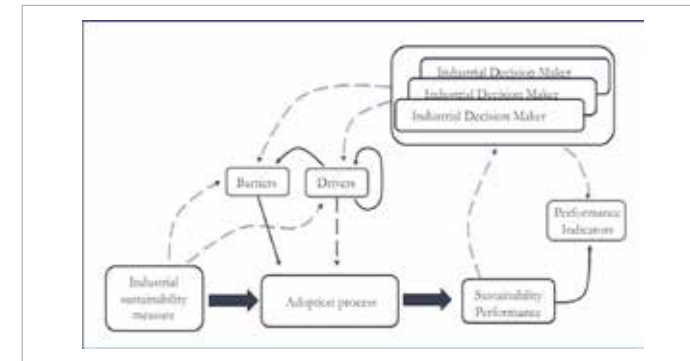 Industrial Decision Maker
Industrial Decision Maker
Industrial Decision Maker
Barriers
Drivers
Performance
Indicators
Industrial
sustainability
measure
Adoption process
Sustainability
Performance